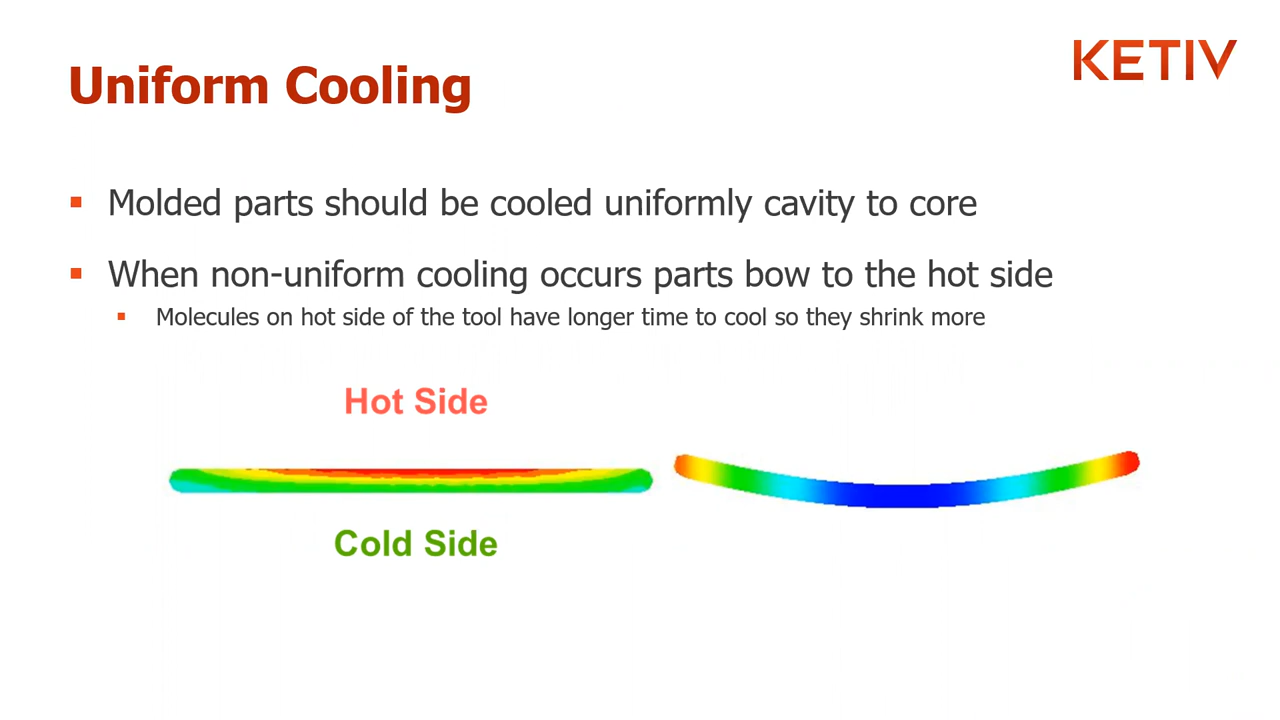 KETIV
Uniform Cooling
Molded parts should be cooled uniformly cavity to core
When non-uniform cooling occurs parts bow to the hot side
Molecules on hot side of the tool have longer time to cool so they shrink more
Hot Side
Cold Side